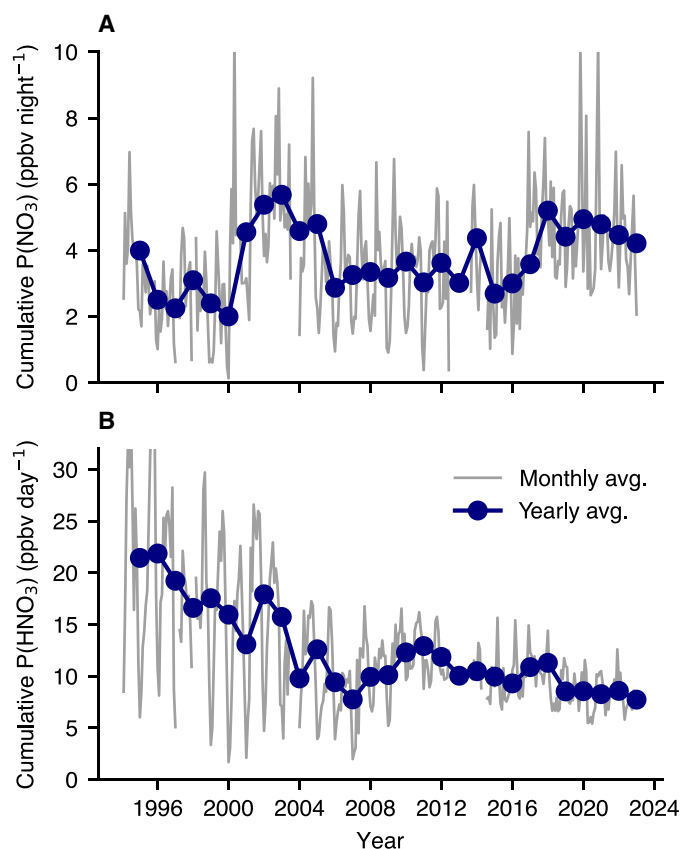 A
Cumulative P(NO₃) (ppbv night⁻¹)
10
8
6
4
2
0
B
Cumulative P(HNO₃) (ppbv day⁻¹)
30
25
20
15
10
5
0
Monthly avg.
Yearly avg.
1996 2000 2004 2008 2012 2016 2020 2024
Year